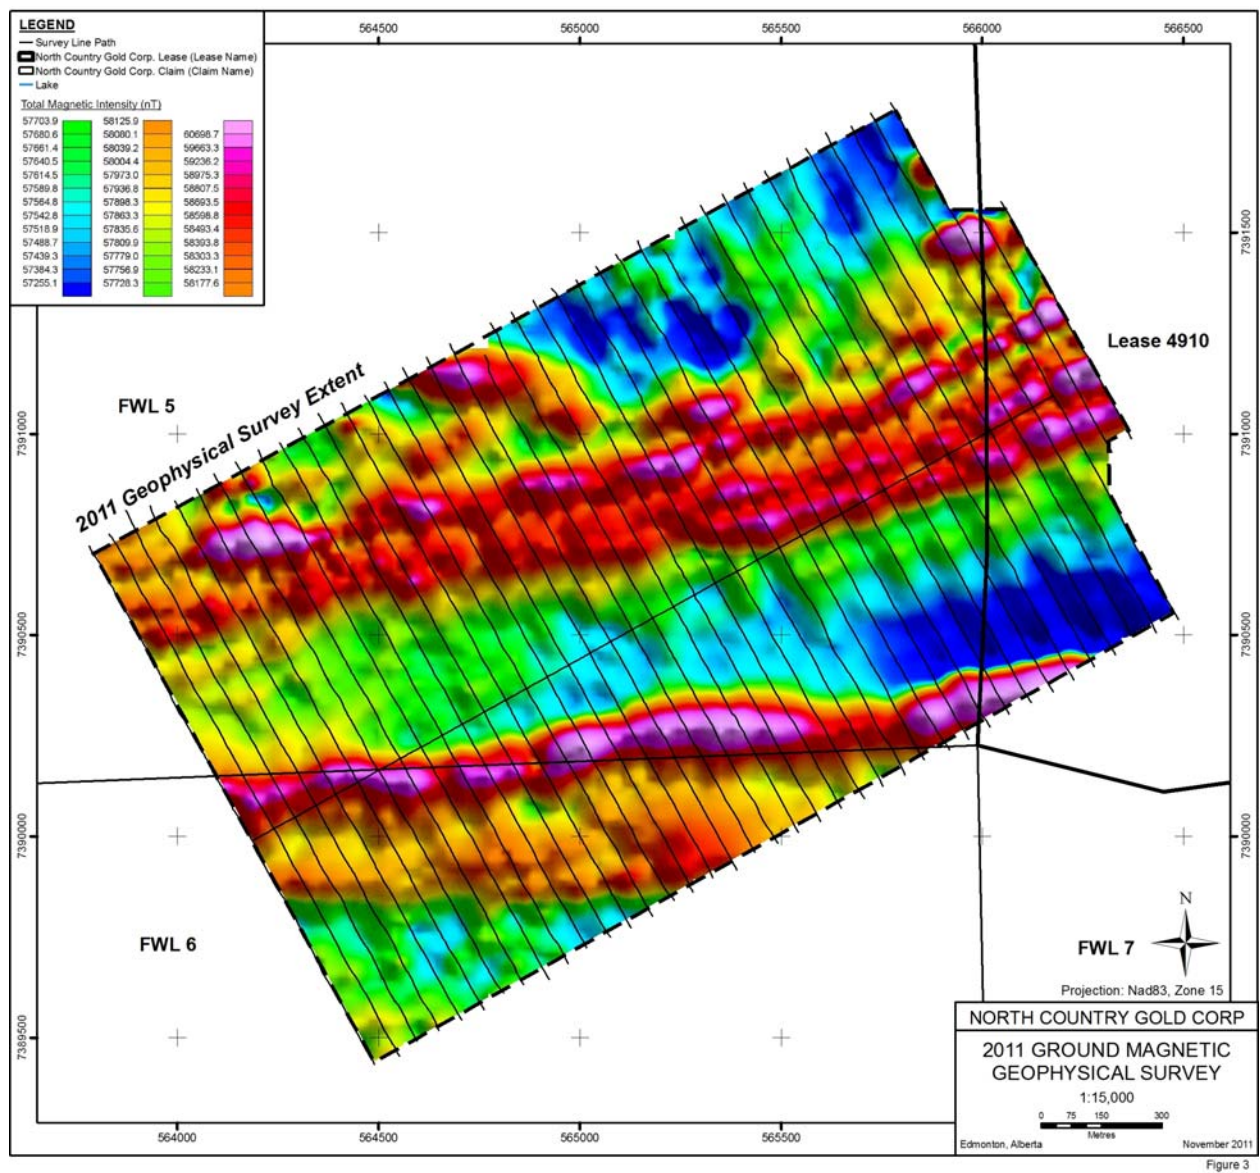 LEGEND
Survey Line Path
North Country Gold Corp. Lease (Lease Name)
North Country Gold Corp. Claim (Claim Name)
Lake
Total Magnetic Intensity (nT)
57703.9 58125.9
57680.6 58080.1 60698.7
57661.4 58039.2 59663.3
57640.5 58004.4 59236.2
57614.5 57973.0 58975.3
57589.8 57936.8 58807.5
57564.8 57898.3 58693.5
57542.8 57863.3 58598.8
57518.9 57835.6 58493.4
57488.7 57809.9 58393.8
57439.3 57779.0 58303.3
57384.3 57756.9 58233.1
57255.1 57728.3 58177.6
564500 565000 565500 566000 566500
7391500 7391500
Lease 4910
FWL 5
2011 Geophysical Survey Extent
7391000 7391000
7390500 7390500
7390000 7390000
FWL 6
FWL 7
N
Projection: Nad83, Zone 15
7389500
564000 564500 565000 565500
NORTH COUNTRY GOLD CORP
2011 GROUND MAGNETIC
GEOPHYSICAL SURVEY
1:15,000
0 75 150 300
Metres
Edmonton, Alberta November 2011
Figure 3